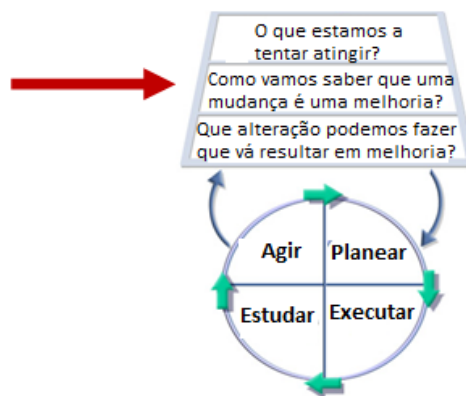 O que estamos a
tentar atingir?
Como vamos saber que uma
mudança é uma melhoria?
Que alteração podemos fazer
que vá resultar em melhoria?
Agir Planear
Estudar Executar